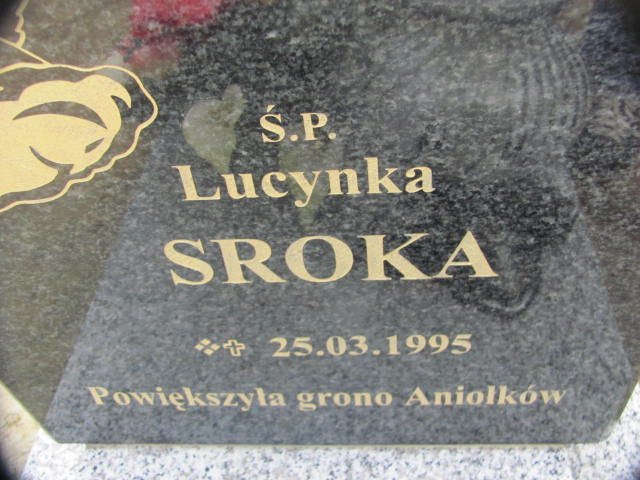 Ś.P.
Lucynka
SROKA
25.03.1995
Powiększyła grono Aniołków